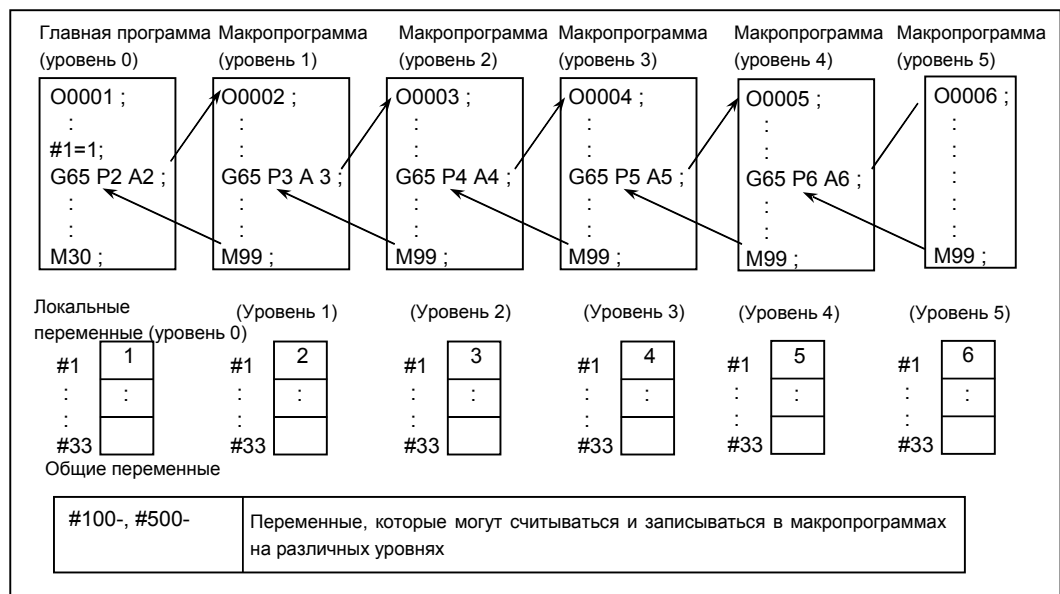 Главная программа Макропрограмма Макропрограмма Макропрограмма Макропрограмма Макропрограмма
(уровень 0) (уровень 1) (уровень 2) (уровень 3) (уровень 4) (уровень 5)
O0001 ; O0002 ; O0003 ; O0004 ; O0005 ; O0006 ;
: : : : : :
#1=1; : : : : :
G65 P2 A2 ; G65 P3 A 3 ; G65 P4 A4 ; G65 P5 A5 ; G65 P6 A6 ; :
: : : : : :
: : : : : :
M30 ; M99 ; M99 ; M99 ; M99 ; M99 ;
Локальные
переменные (уровень 0) (Уровень 1) (Уровень 2) (Уровень 3) (Уровень 4) (Уровень 5)
#1 1 #1 2 #1 3 #1 4 #1 5 #1 6
: : : : : : : : : : : :
: : : : : :
#33 #33 #33 #33 #33 #33
Общие переменные
#100-, #500- Переменные, которые могут считываться и записываться в макропрограммах
на различных уровнях